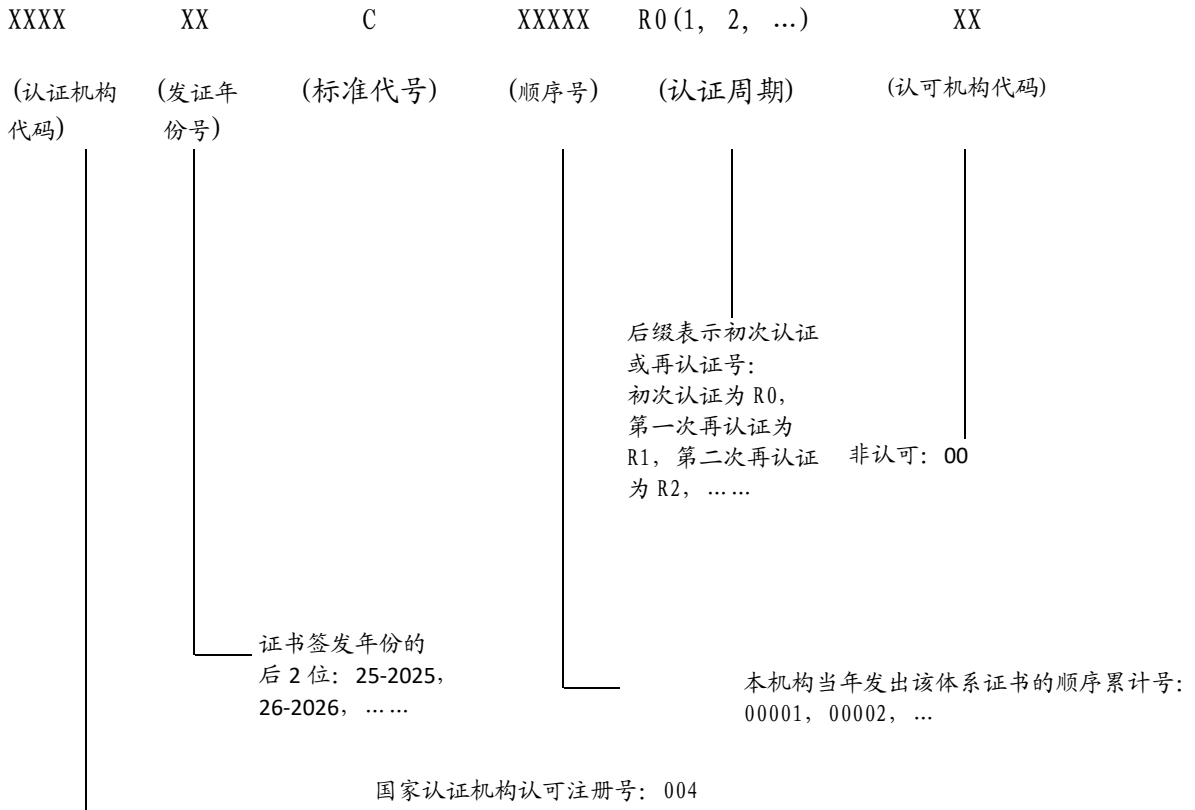 XXXX XX C XXXXX R0(1, 2, …) XX
(认证机构 (发证年 (标准代号) (顺序号) (认证周期) (认可机构代码)
代码) 份号)
后缀表示初次认证
或再认证号:
初次认证为 R0,
第一次再认证为
R1, 第二次再认证 非认可: 00
为 R2, ……
证书签发年份的
后 2 位: 25-2025,
26-2026, ……
本机构当年发出该体系证书的顺序累计号:
00001, 00002, …
国家认证机构认可注册号: 004